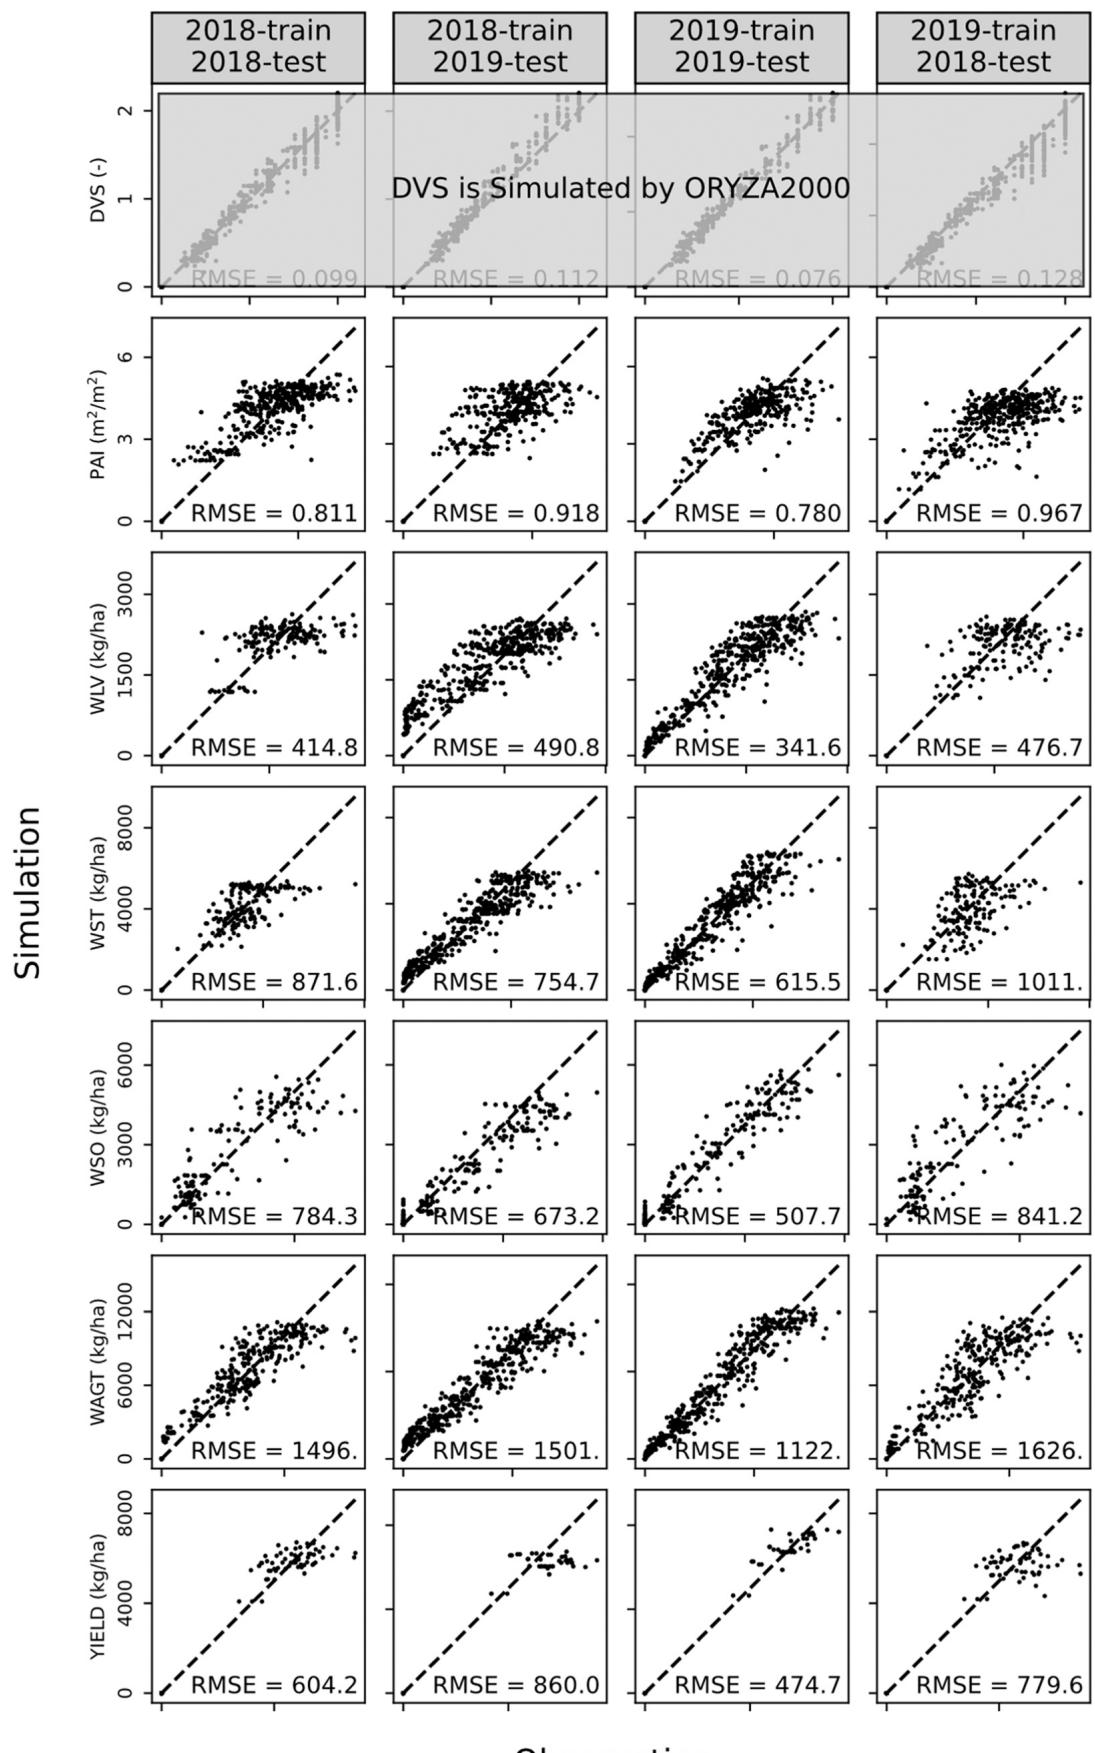 2018-train
2018-test
2018-train
2019-test
2019-train
2019-test
2019-train
2018-test
DVS (-)
2
1
0
DVS is Simulated by ORYZA2000
RMSE = 0.099
RMSE = 0.112
RMSE = 0.076
RMSE = 0.128
PAI (m²/m²)
6
3
0
RMSE = 0.811
RMSE = 0.918
RMSE = 0.780
RMSE = 0.967
WLV (kg/ha)
3000
1500
0
RMSE = 414.8
RMSE = 490.8
RMSE = 341.6
RMSE = 476.7
Simulation
WST (kg/ha)
8000
4000
0
RMSE = 871.6
RMSE = 754.7
RMSE = 615.5
RMSE = 1011.
WSO (kg/ha)
6000
3000
0
RMSE = 784.3
RMSE = 673.2
RMSE = 507.7
RMSE = 841.2
WAGT (kg/ha)
12000
6000
0
RMSE = 1496.
RMSE = 1501.
RMSE = 1122.
RMSE = 1626.
YIELD (kg/ha)
8000
4000
0
RMSE = 604.2
RMSE = 860.0
RMSE = 474.7
RMSE = 779.6